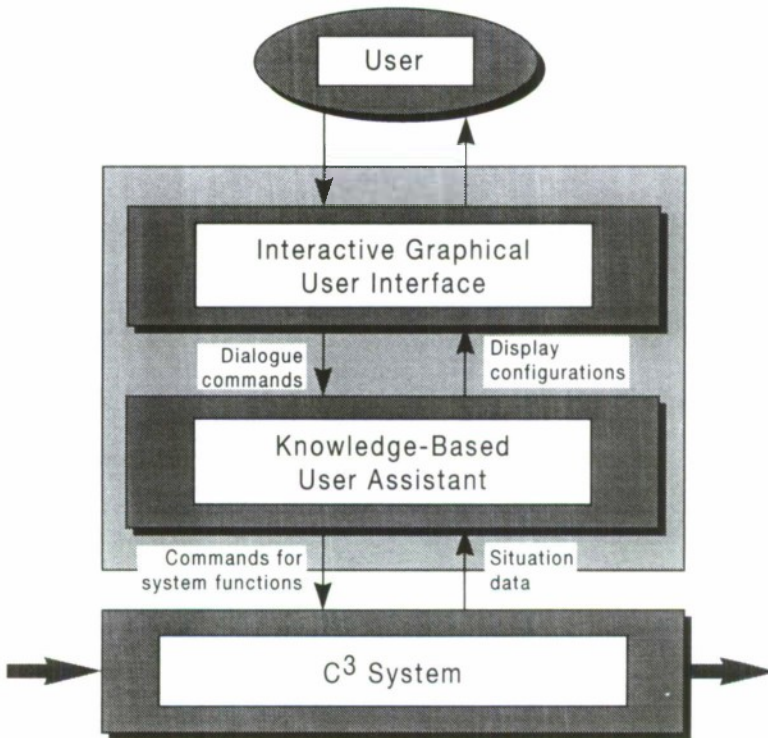 User
Interactive Graphical
User Interface
Dialogue
commands
Display
configurations
Knowledge-Based
User Assistant
Commands for
system functions
Situation
data
C³ System